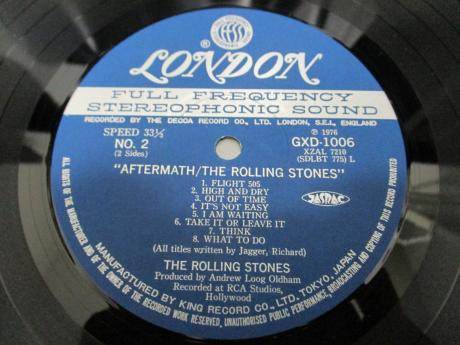 LONDON
®
FULL FREQUENCY
STEREOPHONIC SOUND
RECORDED BY THE DECCA RECORD CO., LTD. LONDON, S.E.I., ENGLAND
SPEED 33⅓
NO. 2
(2 Sides)
Ⓟ 1976
GXD-1006
XZAL 7210
(SDLBT 775) L
"AFTERMATH/THE ROLLING STONES"
1. FLIGHT 505
2. HIGH AND DRY
3. OUT OF TIME
4. IT'S NOT EASY
5. I AM WAITING
6. TAKE IT OR LEAVE IT
7. THINK
8. WHAT TO DO
(All titles written by Jagger, Richard)
JASRAC
THE ROLLING STONES
Produced by Andrew Loog Oldham
Recorded at RCA Studios,
Hollywood
MANUFACTURED BY KING RECORD CO., LTD. TOKYO, JAPAN
ALL RIGHTS OF THE MANUFACTURER AND OF THE OWNER OF THE RECORDED WORK RESERVED, UNAUTHORISED PUBLIC PERFORMANCE, BROADCASTING AND COPYING OF THIS RECORD PROHIBITED.